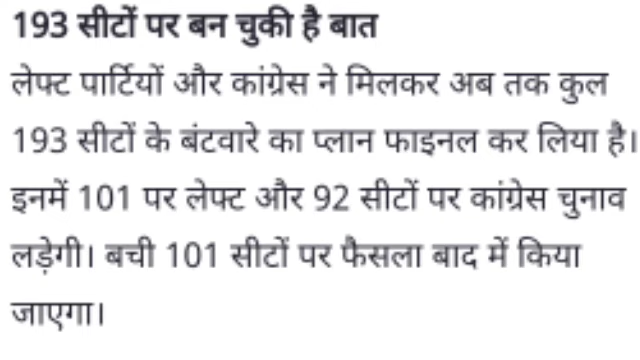 193 सीटों पर बन चुकी है बात
लेफ्ट पार्टियों और कांग्रेस ने मिलकर अब तक कुल
193 सीटों के बंटवारे का प्लान फाइनल कर लिया है।
इनमें 101 पर लेफ्ट और 92 सीटों पर कांग्रेस चुनाव
लड़ेगी। बची 101 सीटों पर फैसला बाद में किया
जाएगा।